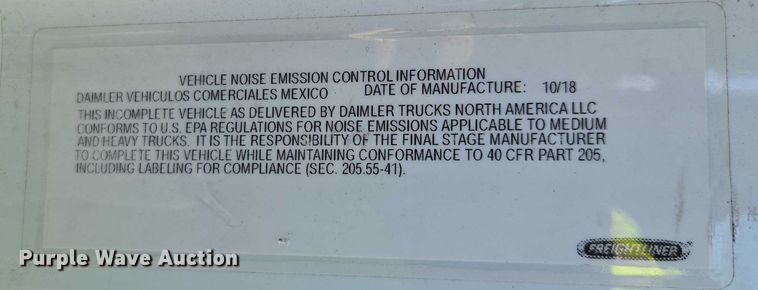 VEHICLE NOISE EMISSION CONTROL INFORMATION
DAIMLER VEHICULOS COMERCIALES MEXICO DATE OF MANUFACTURE: 10/18
THIS INCOMPLETE VEHICLE AS DELIVERED BY DAIMLER TRUCKS NORTH AMERICA LLC
CONFORMS TO U.S. EPA REGULATIONS FOR NOISE EMISSIONS APPLICABLE TO MEDIUM
AND HEAVY TRUCKS. IT IS THE RESPONSIBILITY OF THE FINAL STAGE MANUFACTURER
TO COMPLETE THIS VEHICLE WHILE MAINTAINING CONFORMANCE TO 40 CFR PART 205,
INCLUDING LABELING FOR COMPLIANCE (SEC. 205.55-41).
FREIGHTLINER
Purple Wave Auction